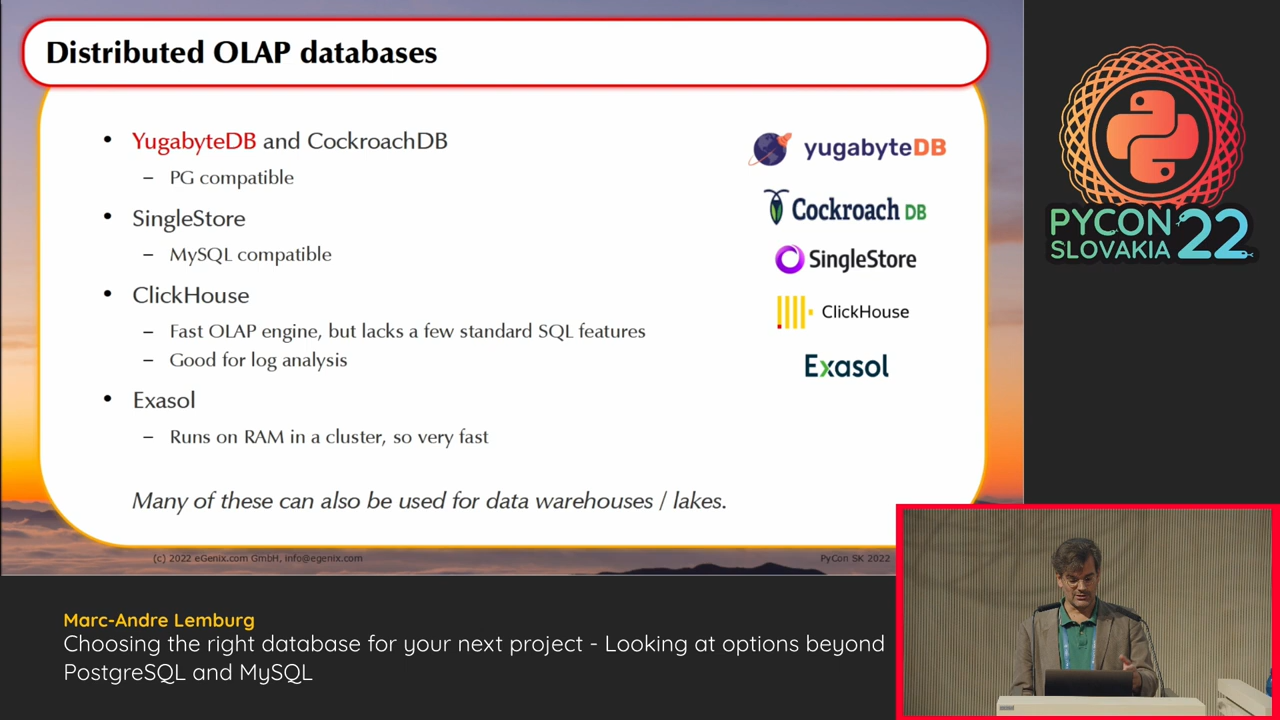 Distributed OLAP databases
• YugabyteDB and CockroachDB
– PG compatible
• SingleStore
– MySQL compatible
• ClickHouse
– Fast OLAP engine, but lacks a few standard SQL features
– Good for log analysis
• Exasol
– Runs on RAM in a cluster, so very fast
Many of these can also be used for data warehouses / lakes.
yugabyteDB
Cockroach DB
SingleStore
ClickHouse
Exasol
(c) 2022 eGenix.com GmbH, info@egenix.com
PyCon SK 2022
PYCON
SLOVAKIA
22
Marc-Andre Lemburg
Choosing the right database for your next project - Looking at options beyond
PostgreSQL and MySQL